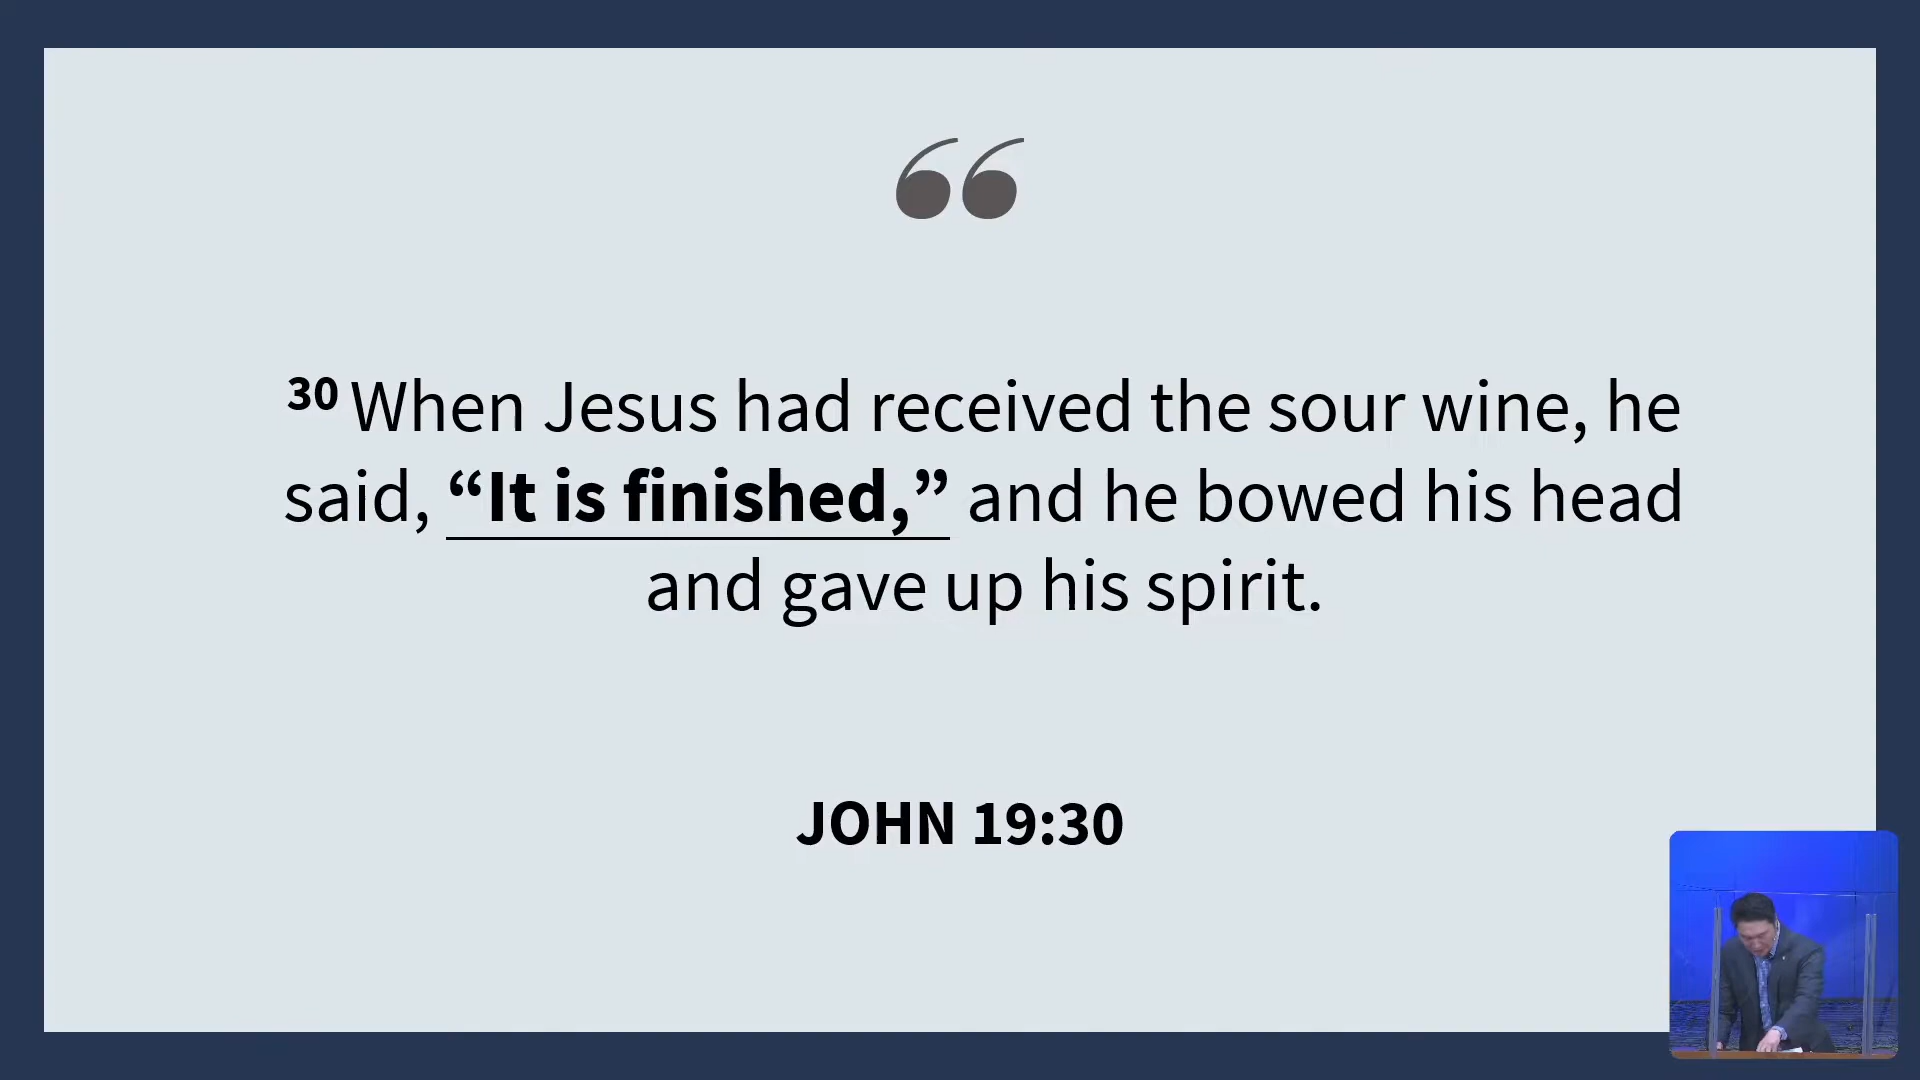 “
30 When Jesus had received the sour wine, he
said, “It is finished,” and he bowed his head
and gave up his spirit.
JOHN 19:30